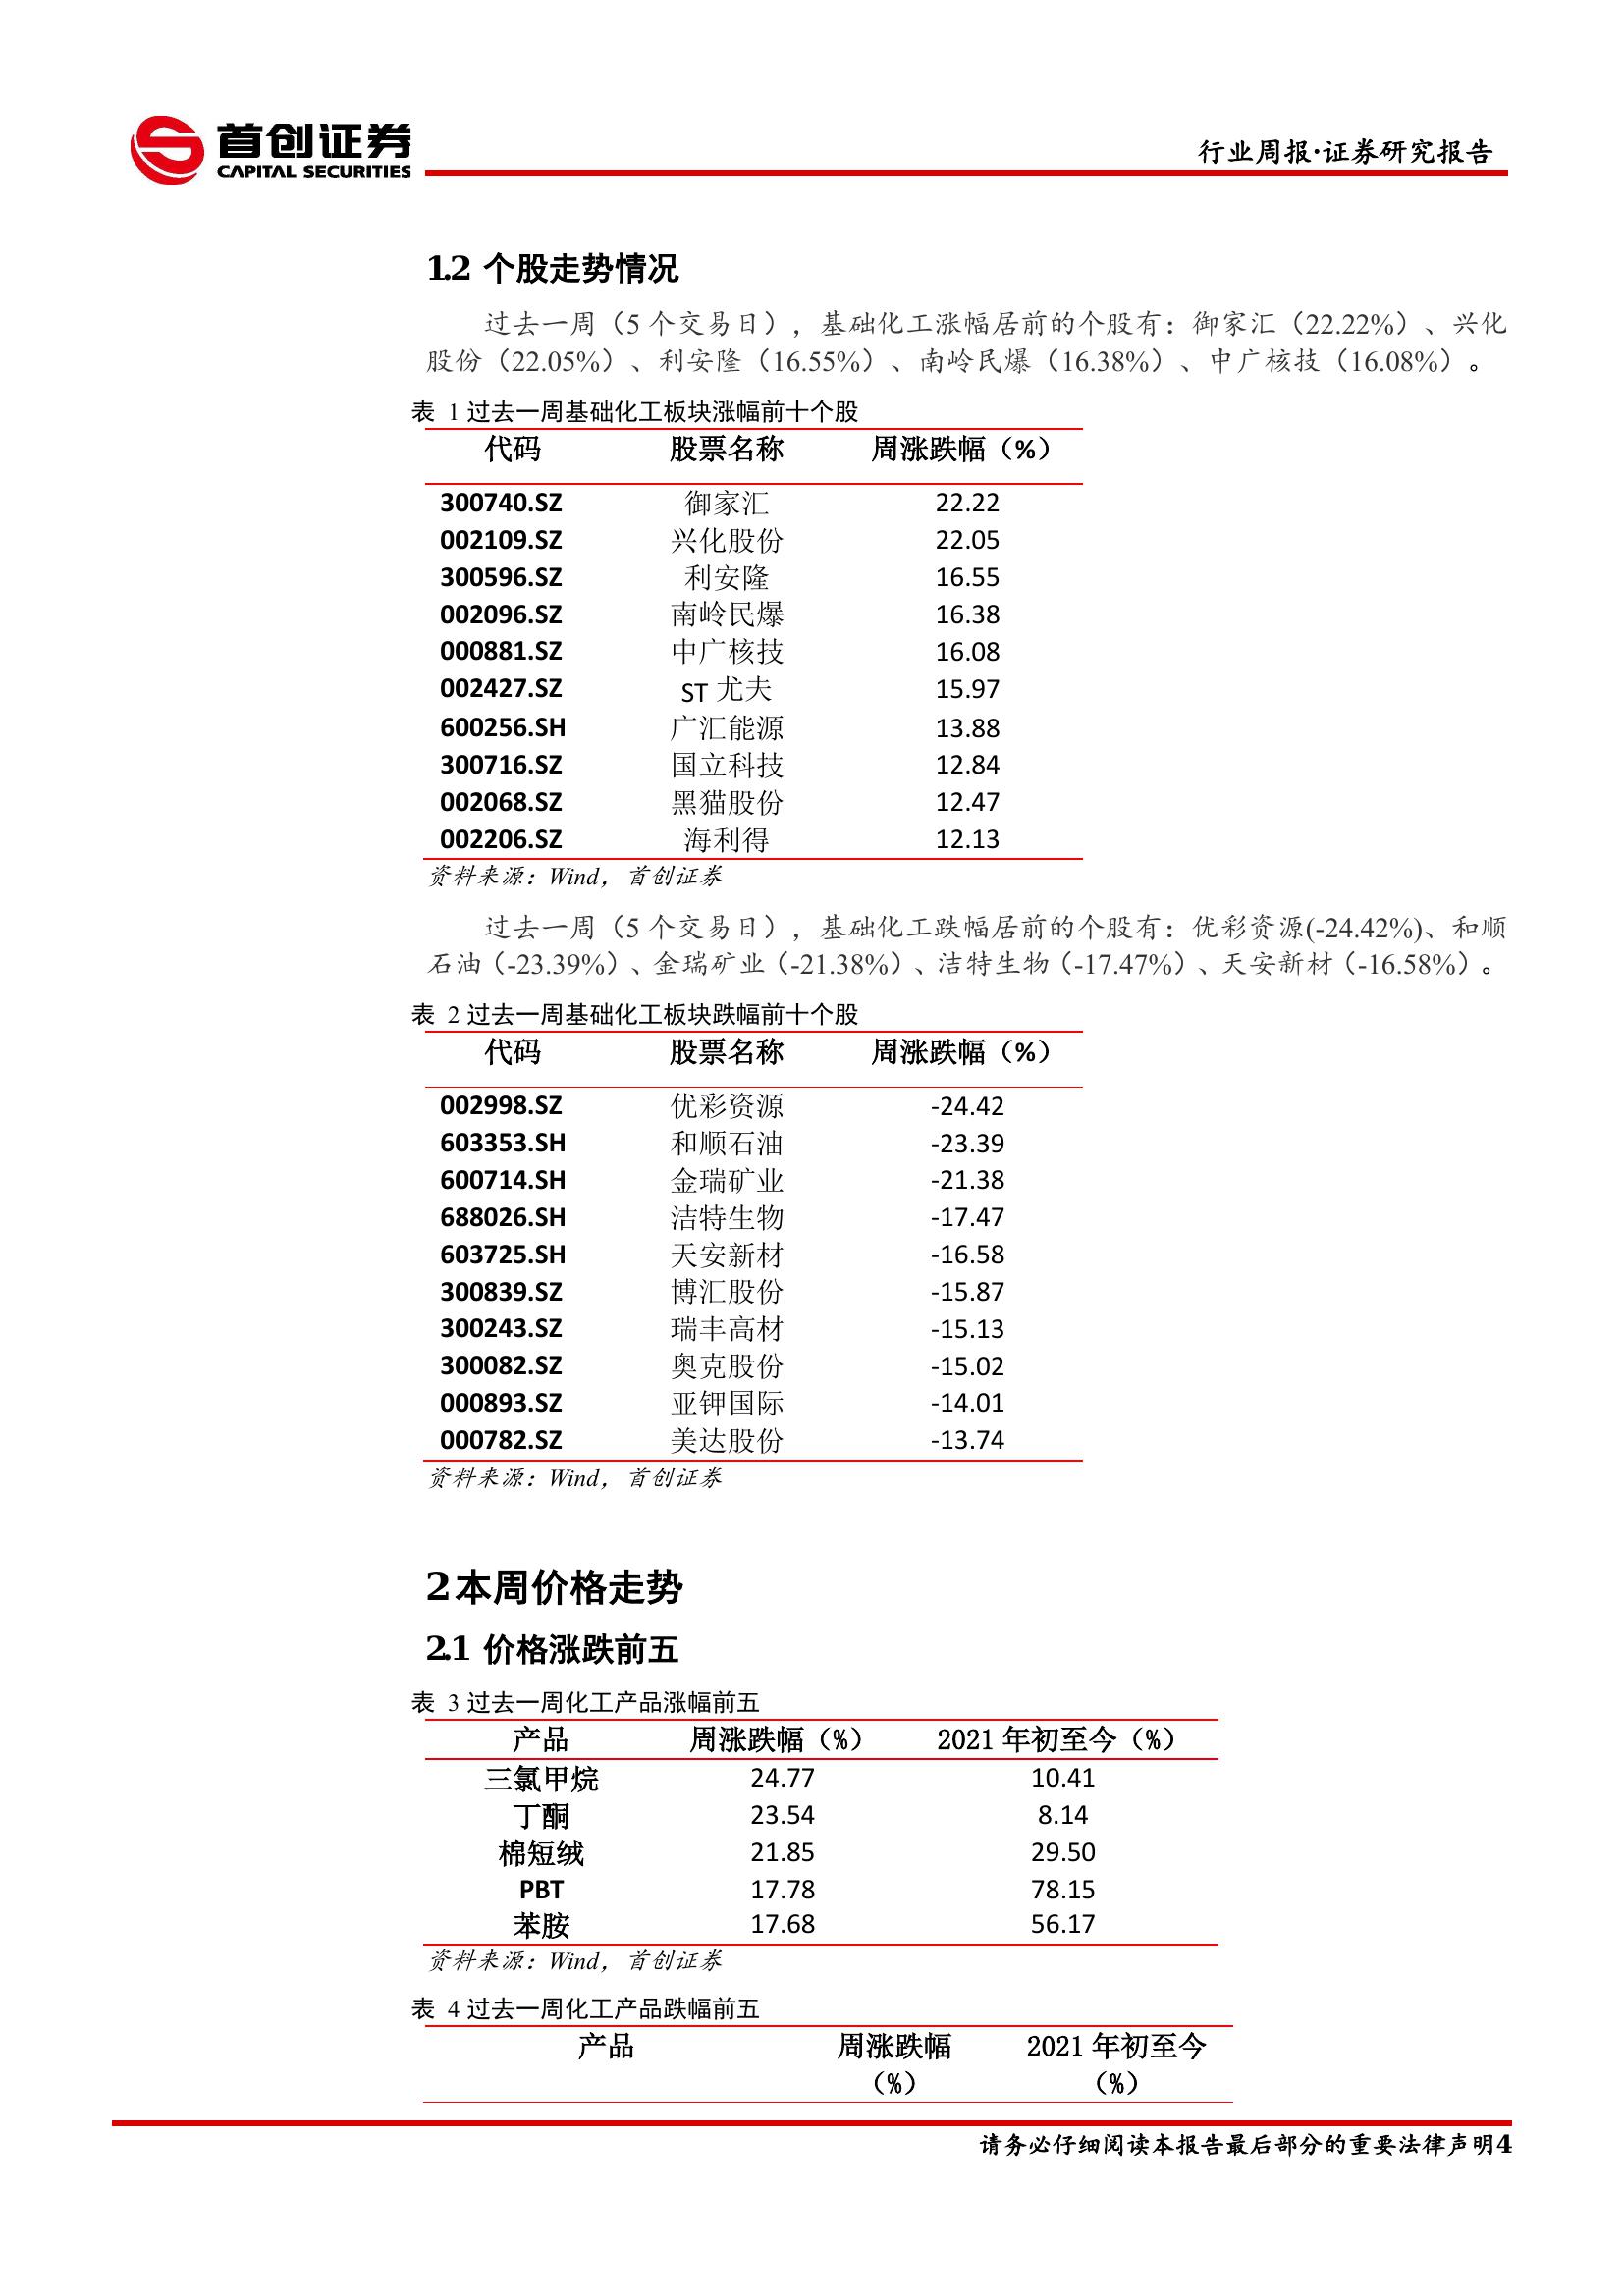 首创证券
CAPITAL SECURITIES
行业周报·证券研究报告
1.2 个股走势情况
过去一周（5 个交易日），基础化工涨幅居前的个股有：御家汇（22.22%）、兴化
股份（22.05%）、利安隆（16.55%）、南岭民爆（16.38%）、中广核技（16.08%）。
表 1 过去一周基础化工板块涨幅前十个股
代码 股票名称 周涨跌幅（%）
300740.SZ 御家汇 22.22
002109.SZ 兴化股份 22.05
300596.SZ 利安隆 16.55
002096.SZ 南岭民爆 16.38
000881.SZ 中广核技 16.08
002427.SZ ST 尤夫 15.97
600256.SH 广汇能源 13.88
300716.SZ 国立科技 12.84
002068.SZ 黑猫股份 12.47
002206.SZ 海利得 12.13
资料来源：Wind，首创证券
过去一周（5 个交易日），基础化工跌幅居前的个股有：优彩资源(-24.42%)、和顺
石油（-23.39%）、金瑞矿业（-21.38%）、洁特生物（-17.47%）、天安新材（-16.58%）。
表 2 过去一周基础化工板块跌幅前十个股
代码 股票名称 周涨跌幅（%）
002998.SZ 优彩资源 -24.42
603353.SH 和顺石油 -23.39
600714.SH 金瑞矿业 -21.38
688026.SH 洁特生物 -17.47
603725.SH 天安新材 -16.58
300839.SZ 博汇股份 -15.87
300243.SZ 瑞丰高材 -15.13
300082.SZ 奥克股份 -15.02
000893.SZ 亚钾国际 -14.01
000782.SZ 美达股份 -13.74
资料来源：Wind，首创证券
2 本周价格走势
2.1 价格涨跌前五
表 3 过去一周化工产品涨幅前五
产品 周涨跌幅（%） 2021 年初至今（%）
三氯甲烷 24.77 10.41
丁酮 23.54 8.14
棉短绒 21.85 29.50
PBT 17.78 78.15
苯胺 17.68 56.17
资料来源：Wind，首创证券
表 4 过去一周化工产品跌幅前五
产品 周涨跌幅 2021 年初至今
（%） （%）
请务必仔细阅读本报告最后部分的重要法律声明4